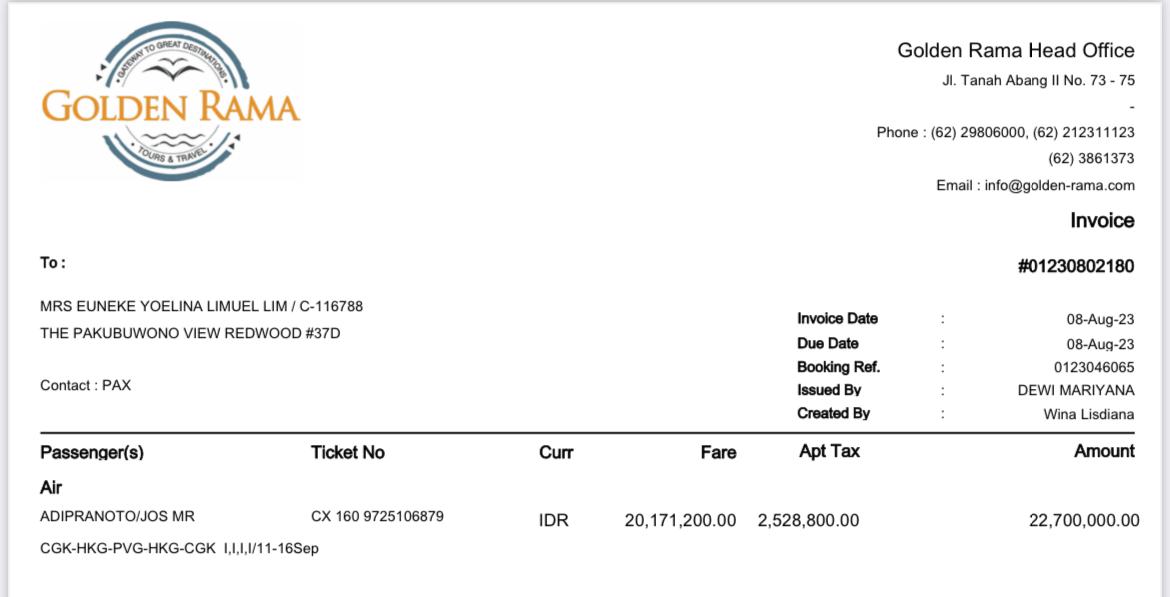 GATEWAY TO GREAT DESTINATIONS
GOLDEN RAMA
TOURS & TRAVEL
Golden Rama Head Office
Jl. Tanah Abang II No. 73 - 75
-
Phone : (62) 29806000, (62) 212311123
(62) 3861373
Email : info@golden-rama.com
Invoice
#01230802180
To :
MRS EUNEKE YOELINA LIMUEL LIM / C-116788
THE PAKUBUWONO VIEW REDWOOD #37D
Contact : PAX
Invoice Date : 08-Aug-23
Due Date : 08-Aug-23
Booking Ref. : 0123046065
Issued By : DEWI MARIYANA
Created By : Wina Lisdiana
Passenger(s) Ticket No Curr Fare Apt Tax Amount
Air
ADIPRANOTO/JOS MR CX 160 9725106879 IDR 20,171,200.00 2,528,800.00 22,700,000.00
CGK-HKG-PVG-HKG-CGK I,I,I,I/11-16Sep